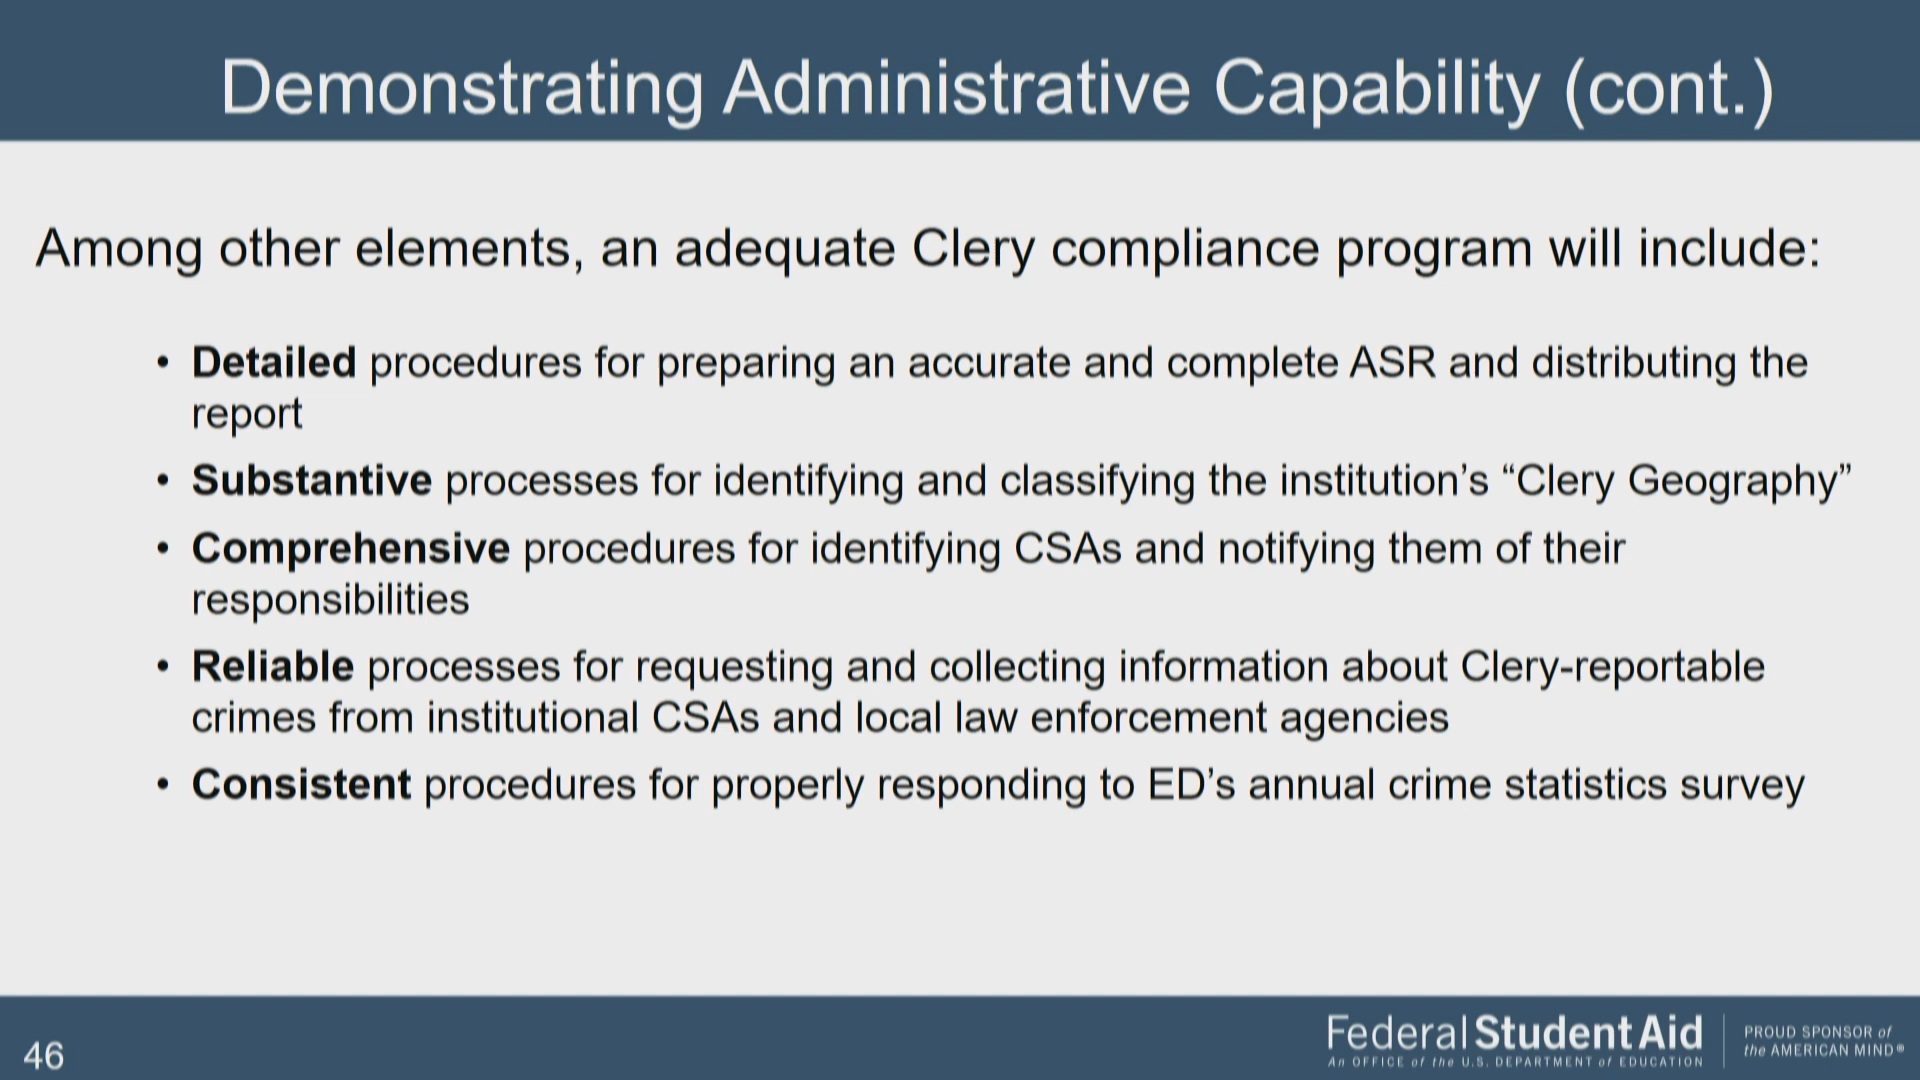 Demonstrating Administrative Capability (cont.)
Among other elements, an adequate Clery compliance program will include:
• Detailed procedures for preparing an accurate and complete ASR and distributing the
report
• Substantive processes for identifying and classifying the institution’s “Clery Geography”
• Comprehensive procedures for identifying CSAs and notifying them of their
responsibilities
• Reliable processes for requesting and collecting information about Clery-reportable
crimes from institutional CSAs and local law enforcement agencies
• Consistent procedures for properly responding to ED’s annual crime statistics survey
46
Federal Student Aid
An OFFICE of the U.S. DEPARTMENT of EDUCATION
PROUD SPONSOR of
the AMERICAN MIND®